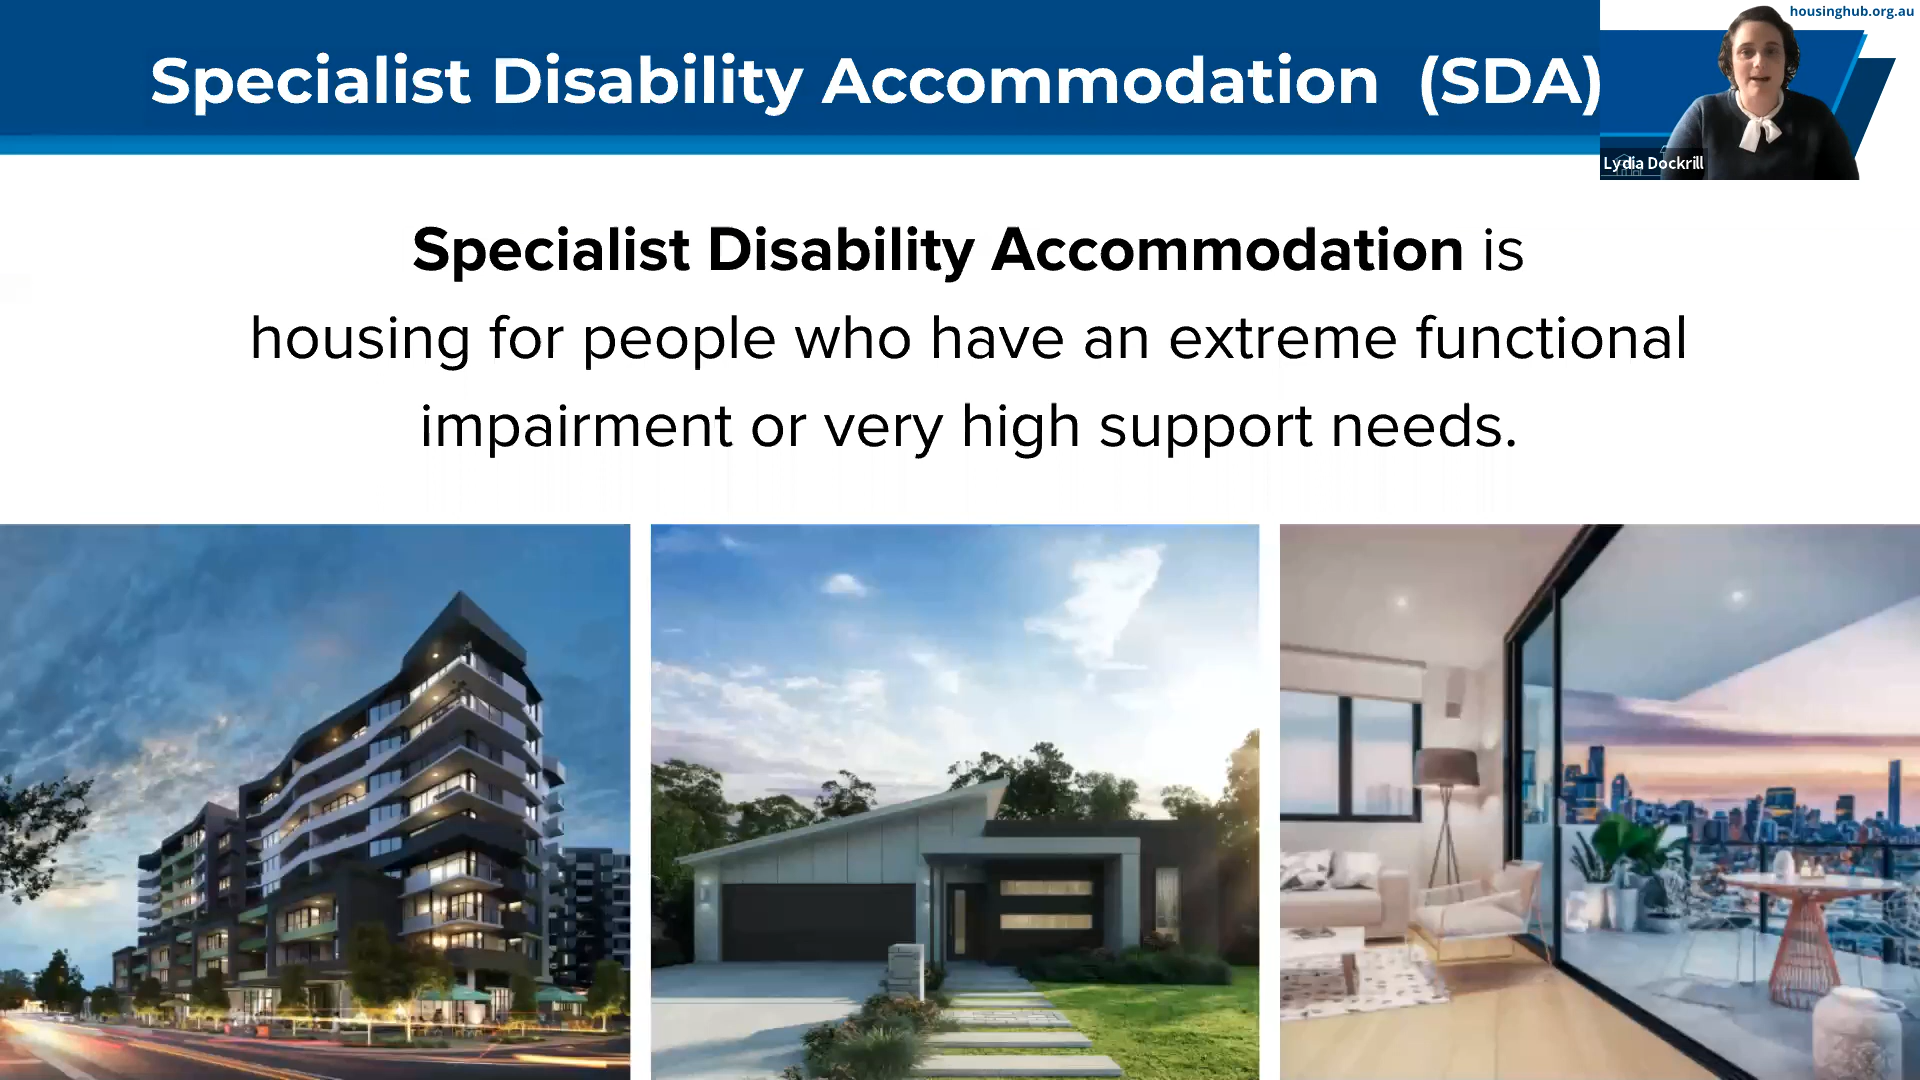 housinghub.org.au
Specialist Disability Accommodation (SDA)
Lydia Dockrill
Specialist Disability Accommodation is
housing for people who have an extreme functional
impairment or very high support needs.